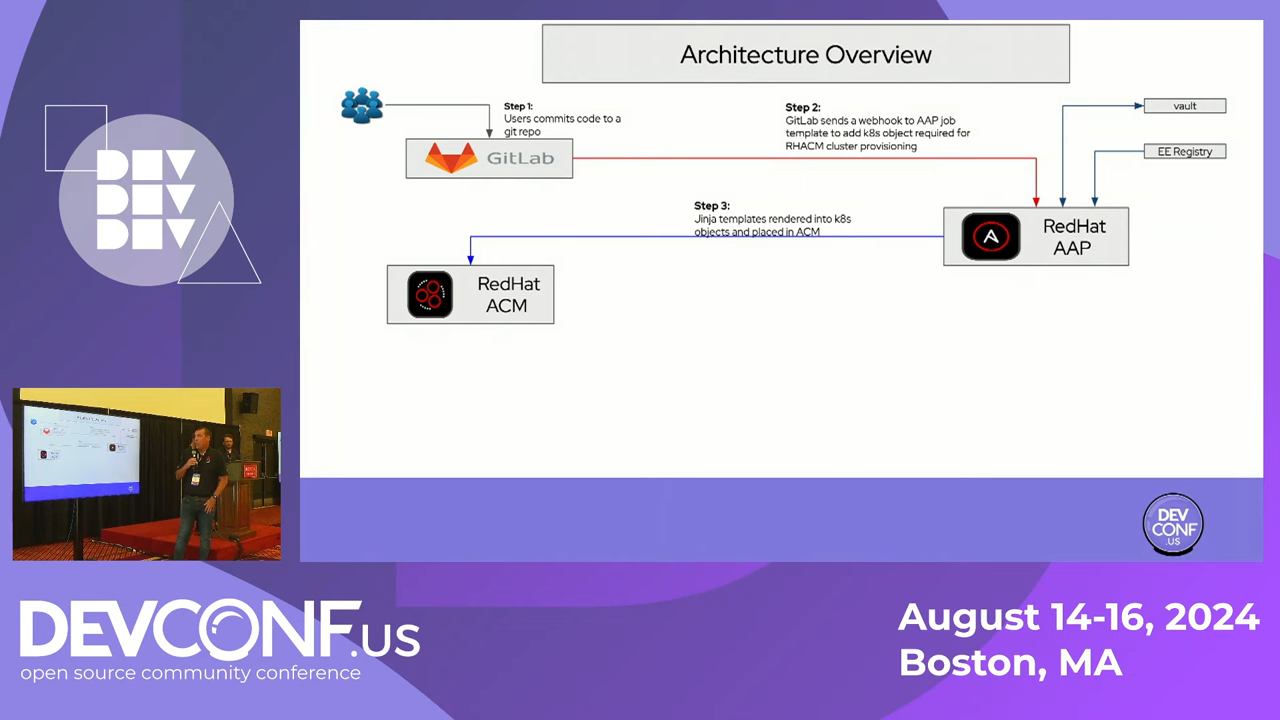 Architecture Overview
Step 1:
Users commits code to a
git repo
GitLab
Step 2:
GitLab sends a webhook to AAP job
template to add k8s object required for
RHACM cluster provisioning
vault
EE Registry
Step 3:
Jinja templates rendered into k8s
objects and placed in ACM
RedHat
AAP
RedHat
ACM
DEV
DEV
DEV
DEV
CONF
.US
DEVCONF.US
open source community conference
August 14-16, 2024
Boston, MA